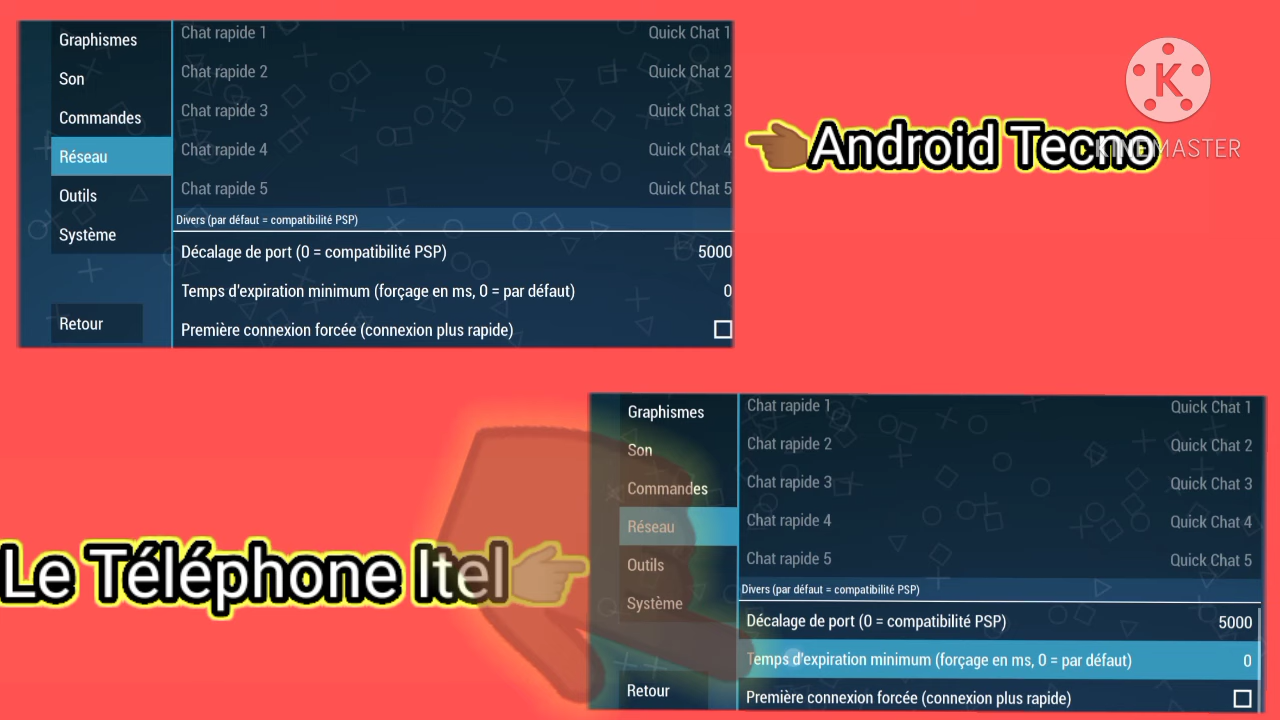 Graphismes
Son
Commandes
Réseau
Outils
Système
Retour
Chat rapide 1 Quick Chat 1
Chat rapide 2 Quick Chat 2
Chat rapide 3 Quick Chat 3
Chat rapide 4 Quick Chat 4
Chat rapide 5 Quick Chat 5
Divers (par défaut = compatibilité PSP)
Décalage de port (0 = compatibilité PSP) 5000
Temps d'expiration minimum (forçage en ms, 0 = par défaut) 0
Première connexion forcée (connexion plus rapide)
K
KINEMASTER
Android Tecno
Le Téléphone Itel
Graphismes
Son
Commandes
Réseau
Outils
Système
Retour
Chat rapide 1 Quick Chat 1
Chat rapide 2 Quick Chat 2
Chat rapide 3 Quick Chat 3
Chat rapide 4 Quick Chat 4
Chat rapide 5 Quick Chat 5
Divers (par défaut = compatibilité PSP)
Décalage de port (0 = compatibilité PSP) 5000
Temps d'expiration minimum (forçage en ms, 0 = par défaut) 0
Première connexion forcée (connexion plus rapide)